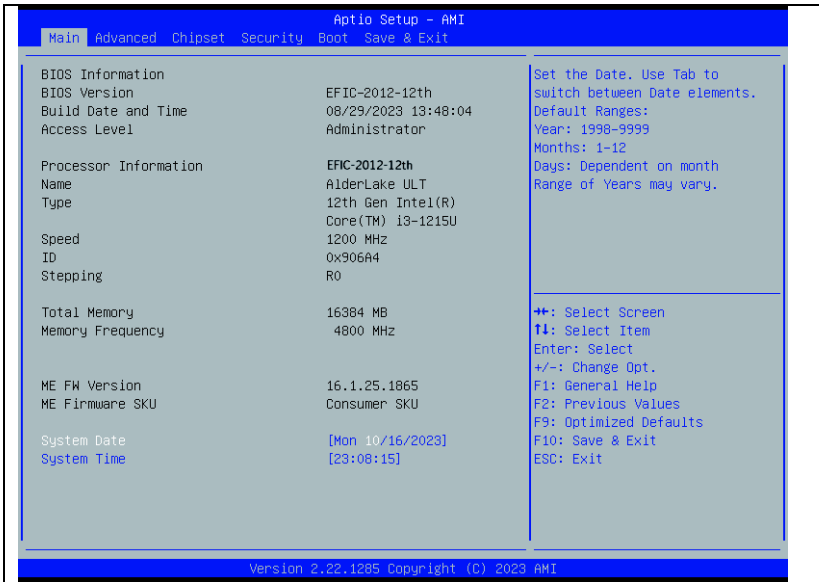 Aptio Setup – AMI
Main Advanced Chipset Security Boot Save & Exit
BIOS Information
BIOS Version EFIC-2012-12th
Build Date and Time 08/29/2023 13:48:04
Access Level Administrator
Processor Information EFIC-2012-12th
Name AlderLake ULT
Type 12th Gen Intel(R)
Core(TM) i3-1215U
Speed 1200 MHz
ID 0x906A4
Stepping R0
Total Memory 16384 MB
Memory Frequency 4800 MHz
ME FW Version 16.1.25.1865
ME Firmware SKU Consumer SKU
System Date [Mon 10/16/2023]
System Time [23:08:15]
Set the Date. Use Tab to
switch between Date elements.
Default Ranges:
Year: 1998-9999
Months: 1-12
Days: Dependent on month
Range of Years may vary.
→←: Select Screen
↑↓: Select Item
Enter: Select
+/-: Change Opt.
F1: General Help
F2: Previous Values
F9: Optimized Defaults
F10: Save & Exit
ESC: Exit
Version 2.22.1285 Copyright (C) 2023 AMI